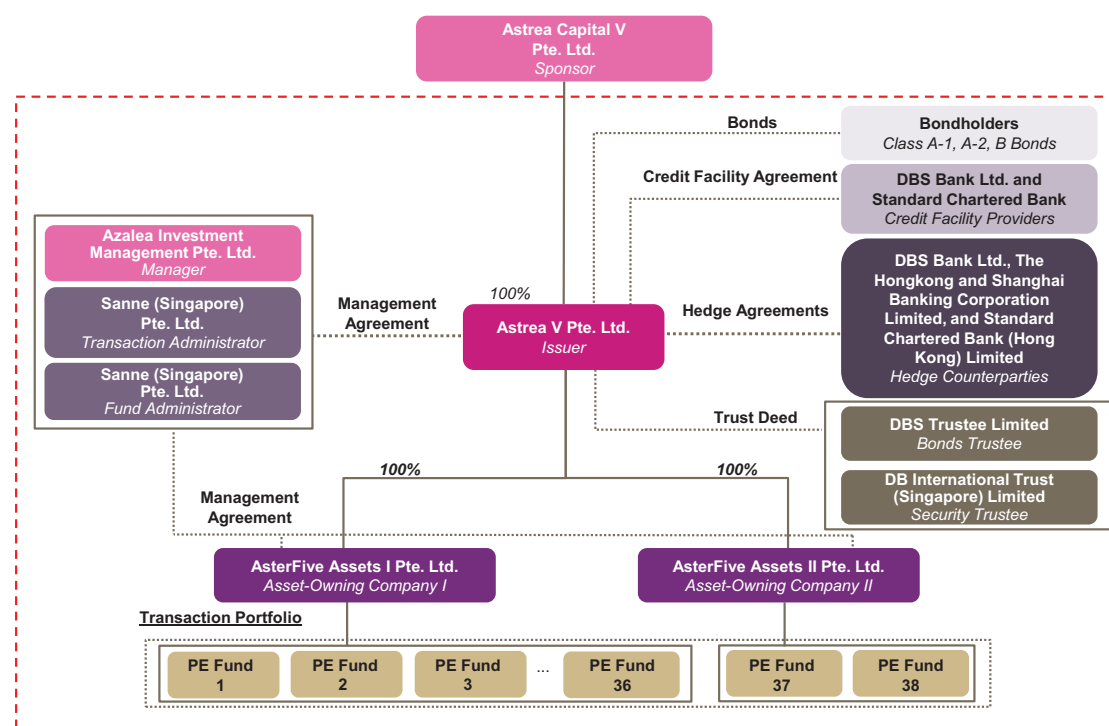 Astrea Capital V
Pte. Ltd.
Sponsor
Bonds
Bondholders
Class A-1, A-2, B Bonds
Credit Facility Agreement
DBS Bank Ltd. and
Standard Chartered Bank
Credit Facility Providers
Azalea Investment
Management Pte. Ltd.
Manager
Sanne (Singapore)
Pte. Ltd.
Transaction Administrator
Sanne (Singapore)
Pte. Ltd.
Fund Administrator
Management
Agreement
100%
Astrea V Pte. Ltd.
Issuer
Hedge Agreements
DBS Bank Ltd., The
Hongkong and Shanghai
Banking Corporation
Limited, and Standard
Chartered Bank (Hong
Kong) Limited
Hedge Counterparties
Trust Deed
DBS Trustee Limited
Bonds Trustee
DB International Trust
(Singapore) Limited
Security Trustee
100%
100%
Management
Agreement
AsterFive Assets I Pte. Ltd.
Asset-Owning Company I
AsterFive Assets II Pte. Ltd.
Asset-Owning Company II
Transaction Portfolio
PE Fund
1
PE Fund
2
PE Fund
3
...
PE Fund
36
PE Fund
37
PE Fund
38